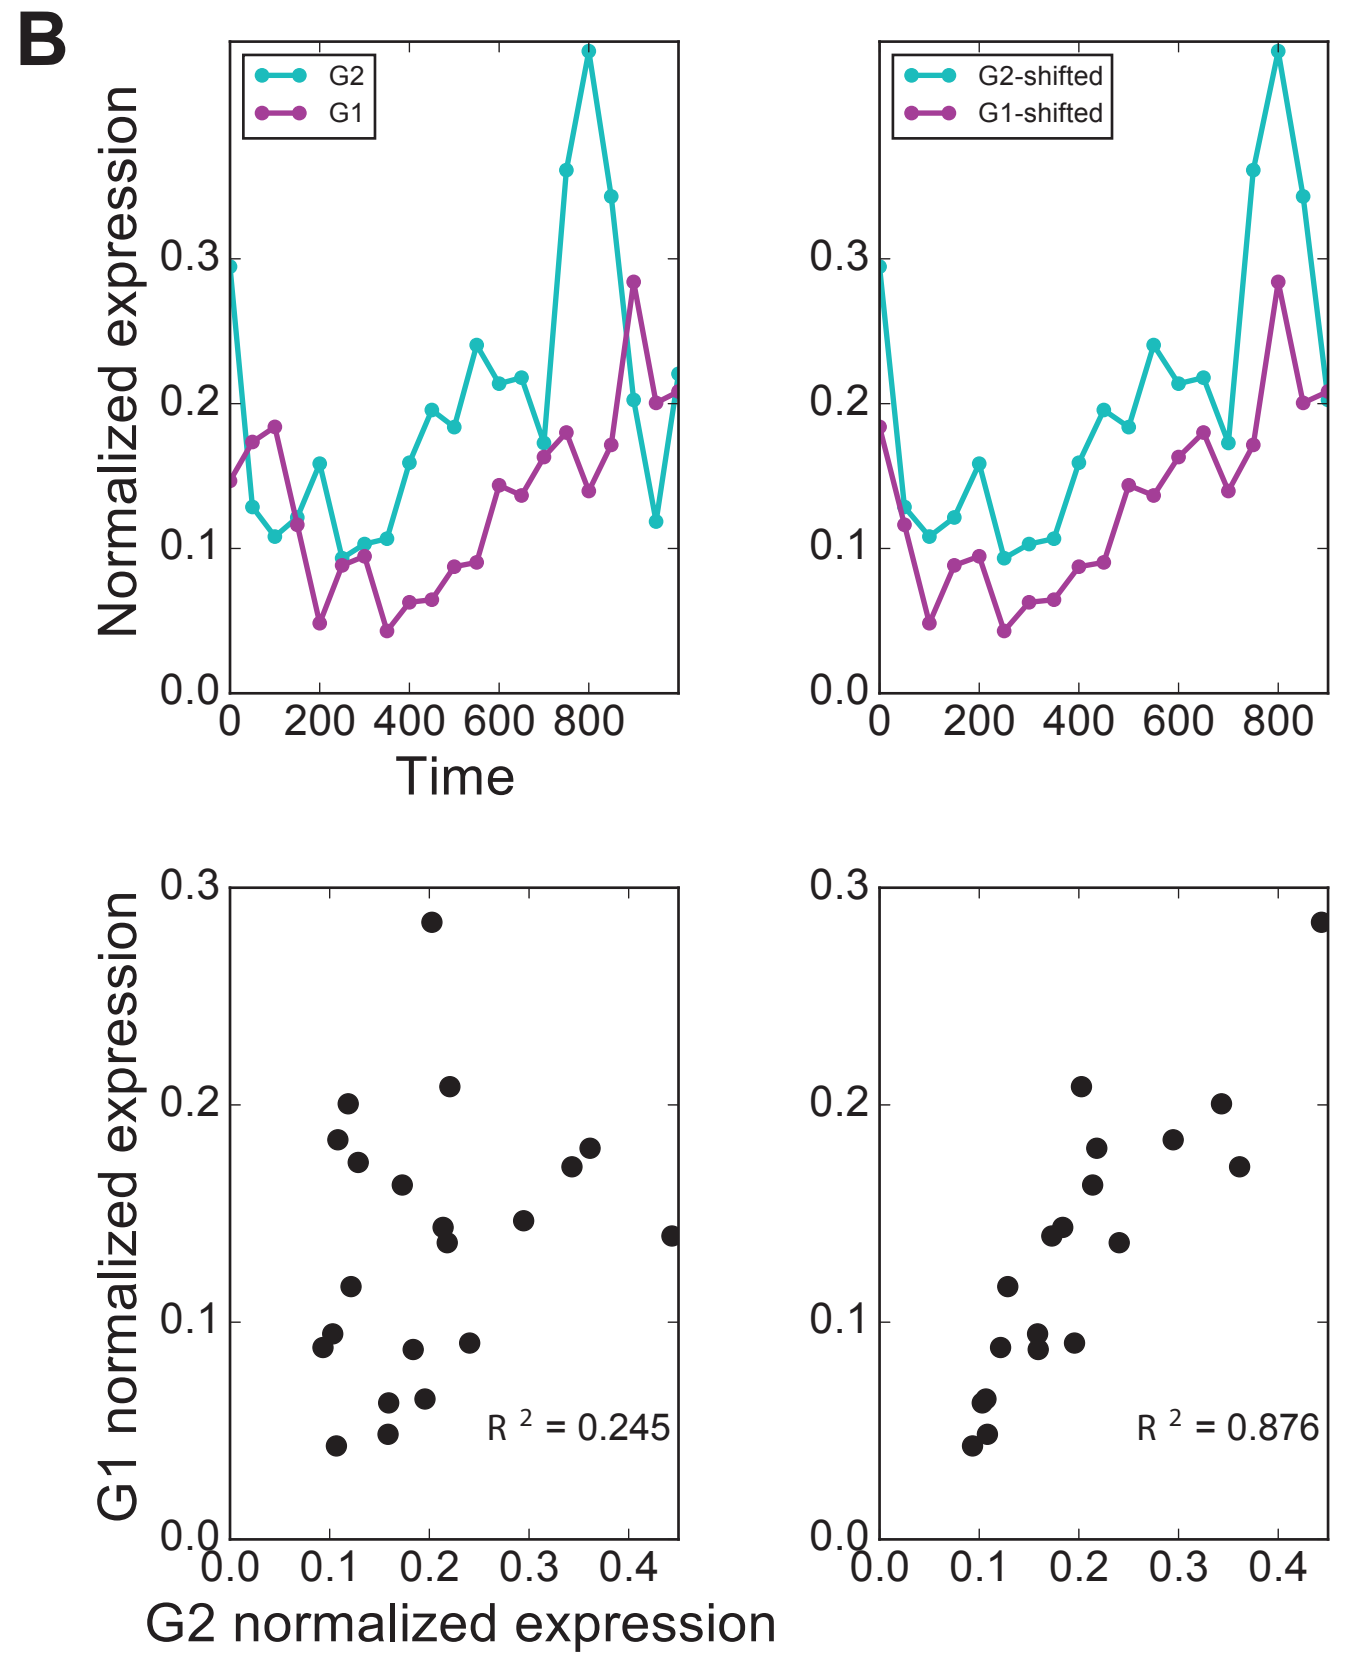 B
G2
G1
Normalized expression
0.3
0.2
0.1
0.0
0 200 400 600 800
Time
G2-shifted
G1-shifted
0.3
0.2
0.1
0.0
0 200 400 600 800
G1 normalized expression
0.3
0.2
0.1
0.0
R 2 = 0.245
0.0 0.1 0.2 0.3 0.4
G2 normalized expression
0.3
0.2
0.1
0.0
R 2 = 0.876
0.0 0.1 0.2 0.3 0.4